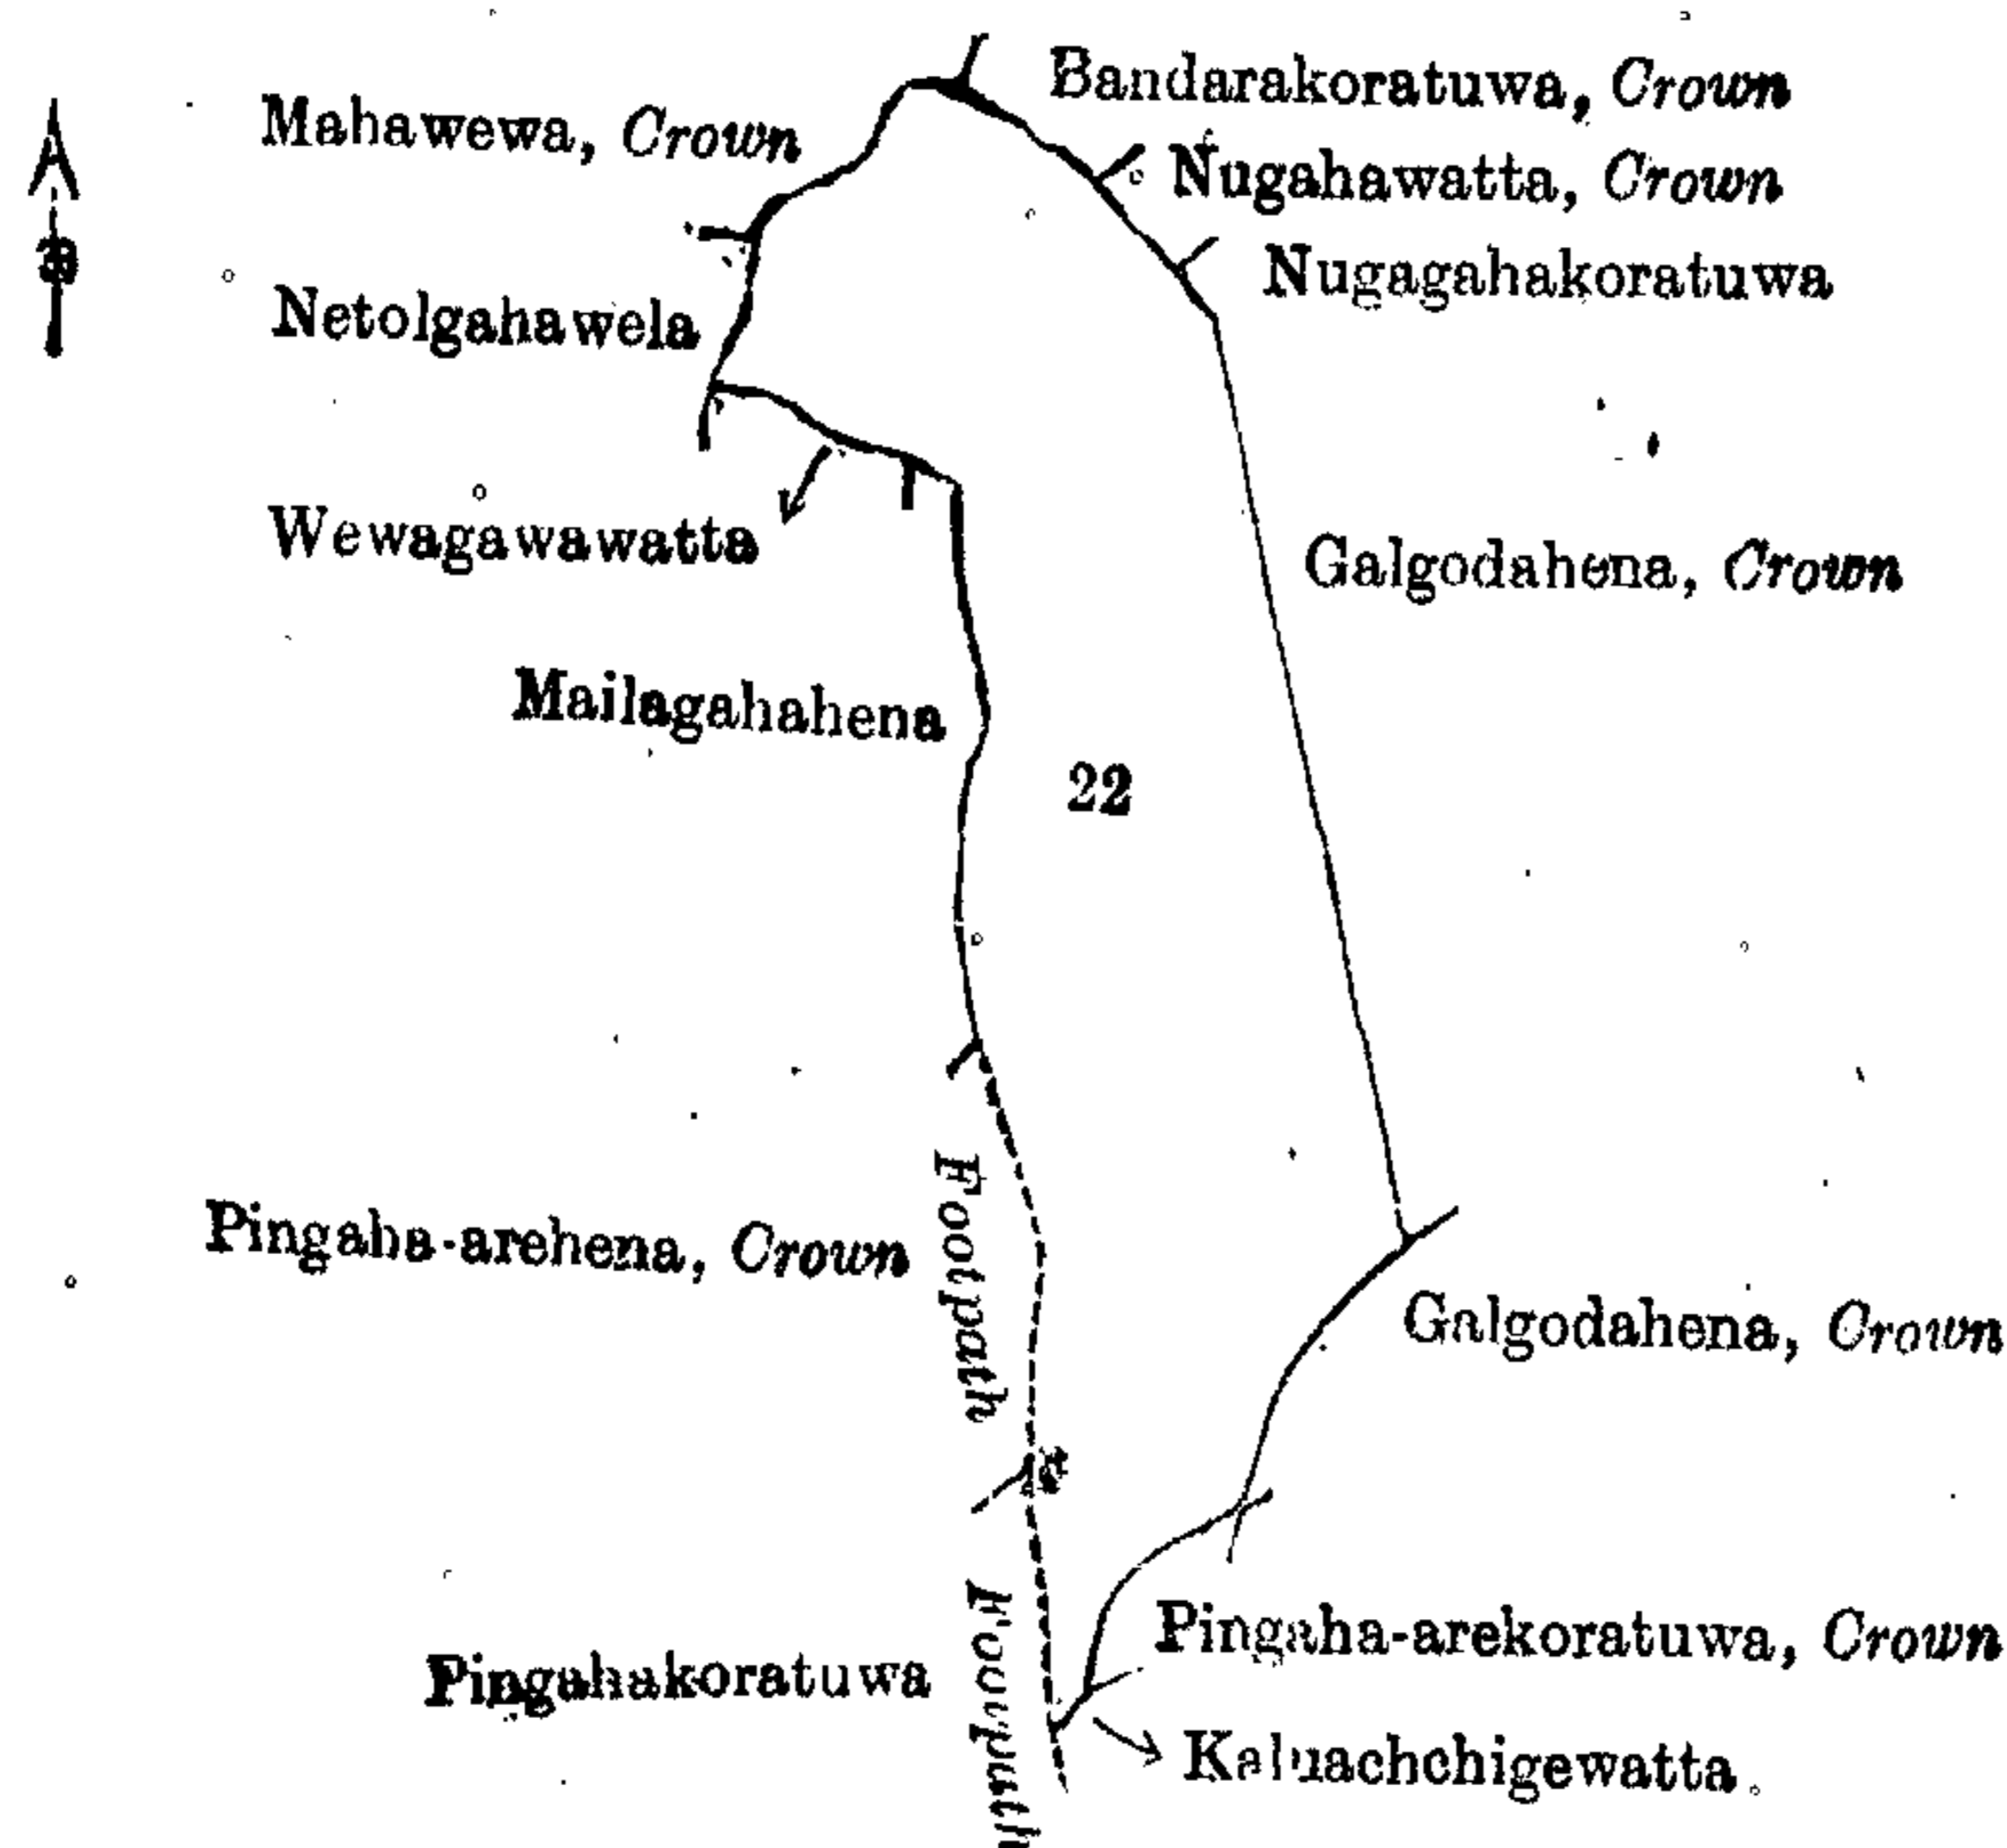 Bandarakoratuwa, Crown
Mahawewa, Crown
Nugahawatta, Crown
Nugagahakoratuwa
Netolgahawela
Wewagawawatta
Galgodahena, Crown
Mailagahahena
22
Footpath
Pingaha-arehena, Crown
Galgodahena, Crown
Footpath
Pingaha-arekoratuwa, Crown
Pingahakoratuwa
Kaluachchigewatta